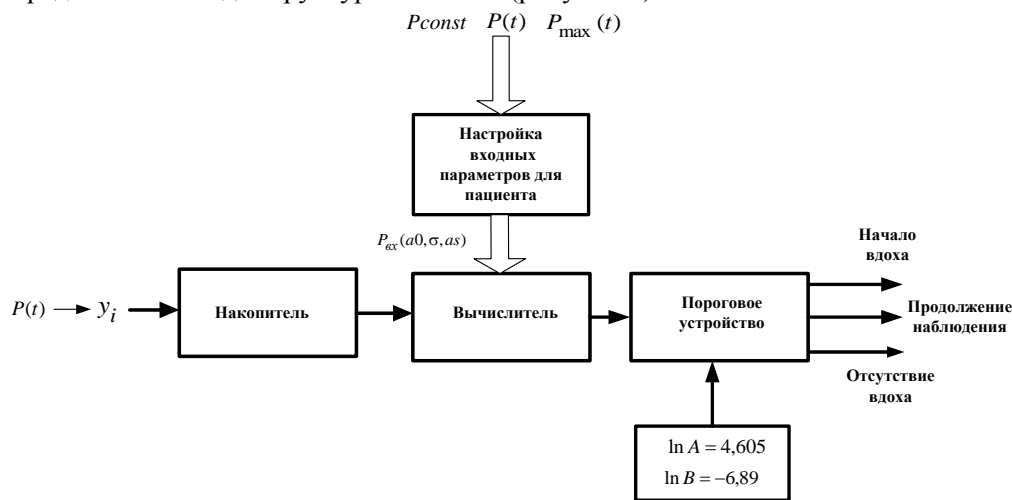 Pconst P(t) P_max (t)
Настройка
входных
параметров для
пациента
P_вх(a0,σ,as)
Начало
вдоха
P(t) → y_i
Накопитель
Вычислитель
Пороговое
устройство
Продолжение
наблюдения
Отсутствие
вдоха
ln A = 4,605
ln B = −6,89